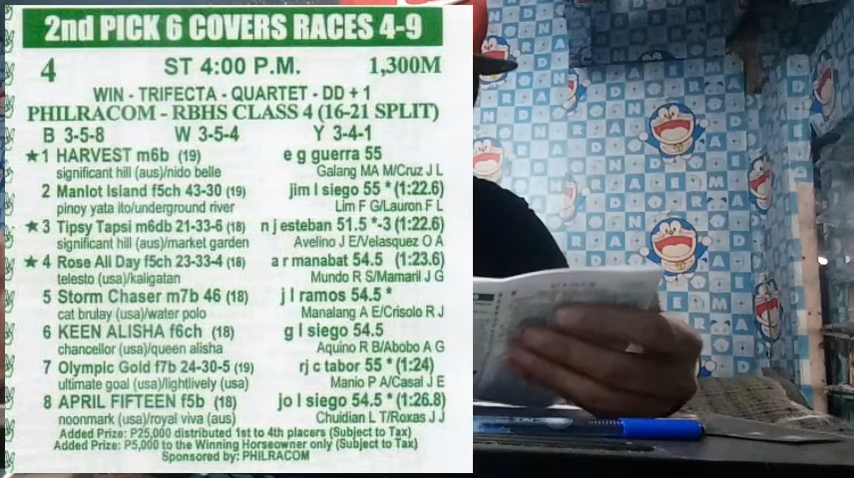 2nd PICK 6 COVERS RACES 4-9
4 ST 4:00 P.M. 1,300M
WIN - TRIFECTA - QUARTET - DD + 1
PHILRACOM - RBHS CLASS 4 (16-21 SPLIT)
B 3-5-8 W 3-5-4 Y 3-4-1
★1 HARVEST m6b (19) e g guerra 55
significant hill (aus)/nido belle Galang MA M/Cruz J L
2 Manlot Island f5ch 43-30 (19) jim l siego 55 * (1:22.6)
pinoy yata ito/underground river Lim F G/Lauron F L
★3 Tipsy Tapsi m6db 21-33-6 (18) n j esteban 51.5 *-3 (1:22.6)
significant hill (aus)/market garden Avelino J E/Velasquez O A
★4 Rose All Day f5ch 23-33-4 (18) a r manabat 54.5 (1:23.6)
telesto (usa)/kaligatan Mundo R S/Mamaril J G
5 Storm Chaser m7b 46 (18) j l ramos 54.5 *
cat brulay (usa)/water polo Manalang A E/Crisolo R J
6 KEEN ALISHA f6ch (18) g l siego 54.5
chancellor (usa)/queen alisha Aquino R B/Abobo A G
7 Olympic Gold f7b 24-30-5 (19) rj c tabor 55 * (1:24)
ultimate goal (usa)/lightlively (usa) Manio P A/Casal J E
8 APRIL FIFTEEN f5b (18) jo l siego 54.5 * (1:26.8)
noonmark (usa)/royal viva (aus) Chuidian L T/Roxas J J
Added Prize: P25,000 distributed 1st to 4th placers (Subject to Tax)
Added Prize: P5,000 to the Winning Horseowner only (Subject to Tax)
Sponsored by: PHILRACOM